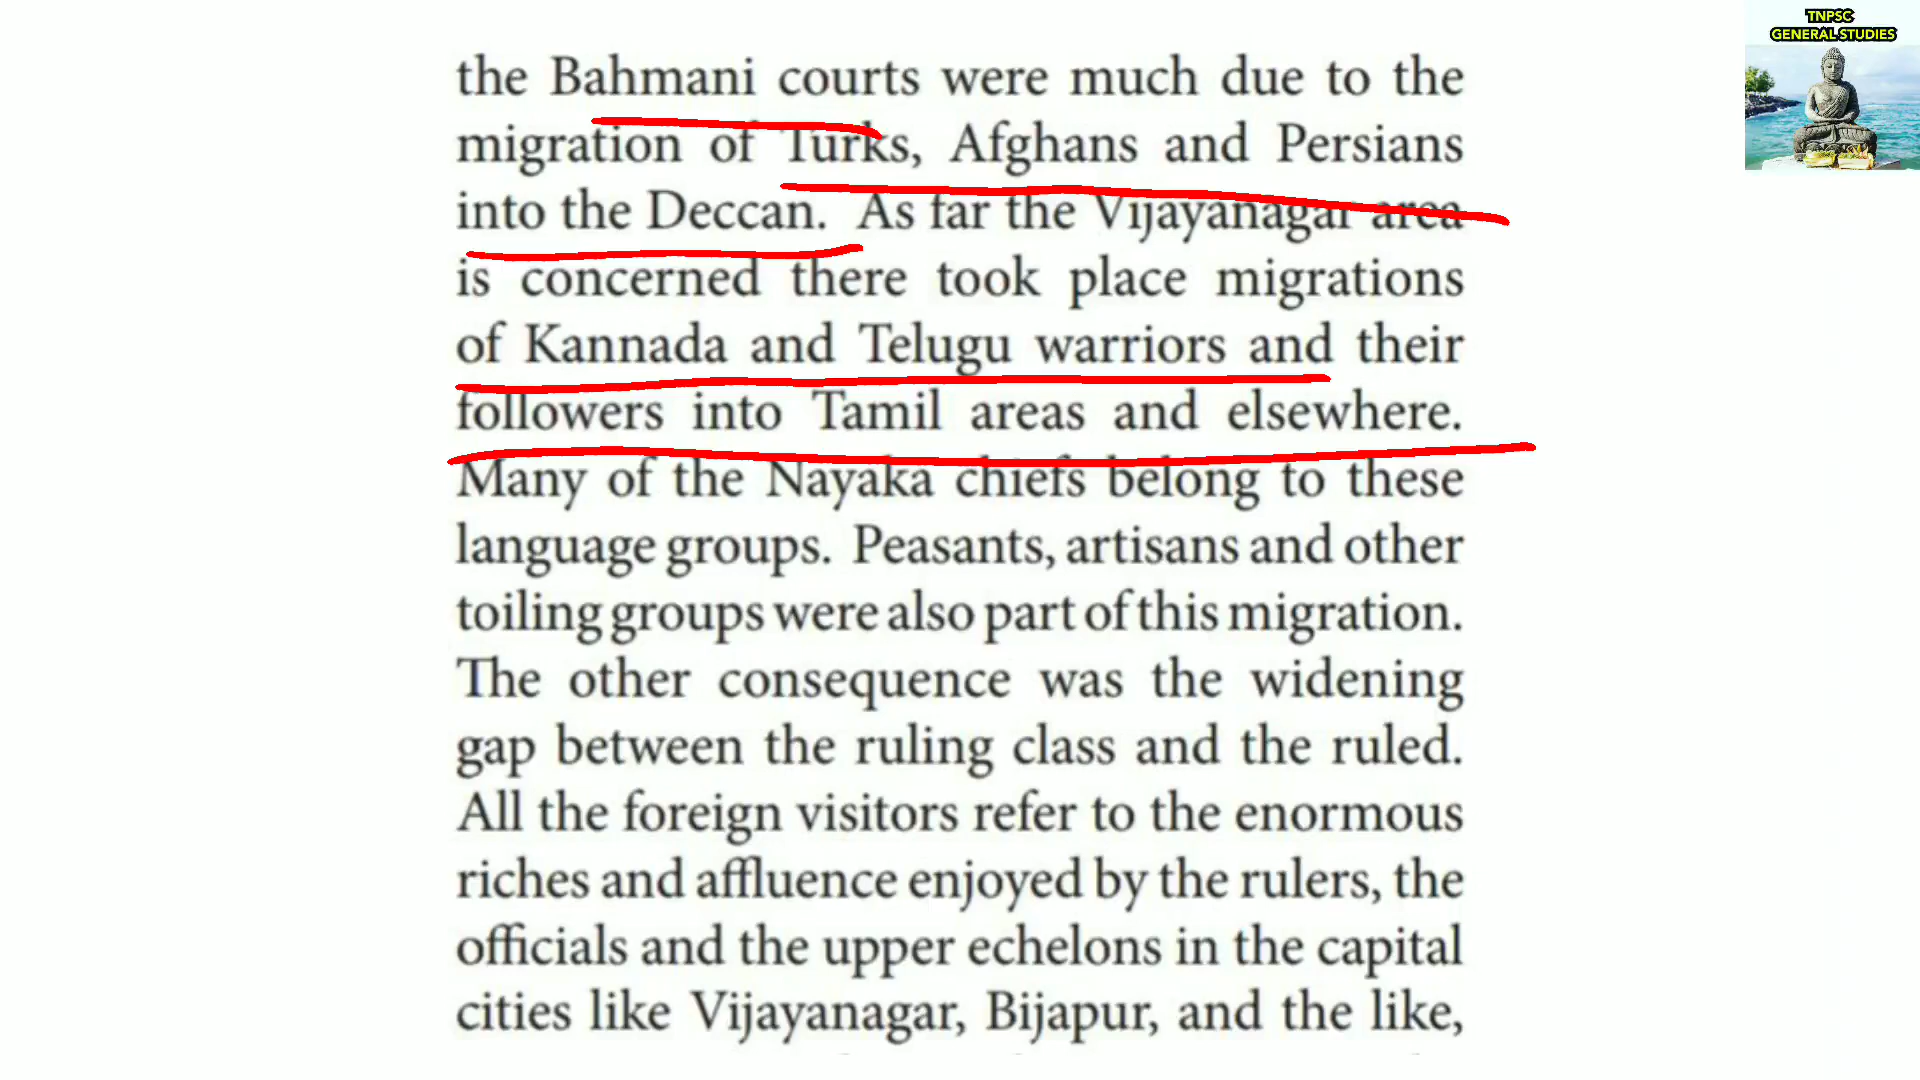 TNPSC
GENERAL STUDIES
the Bahmani courts were much due to the
migration of Turks, Afghans and Persians
into the Deccan. As far the Vijayanagar area
is concerned there took place migrations
of Kannada and Telugu warriors and their
followers into Tamil areas and elsewhere.
Many of the Nayaka chiefs belong to these
language groups. Peasants, artisans and other
toiling groups were also part of this migration.
The other consequence was the widening
gap between the ruling class and the ruled.
All the foreign visitors refer to the enormous
riches and affluence enjoyed by the rulers, the
officials and the upper echelons in the capital
cities like Vijayanagar, Bijapur, and the like,